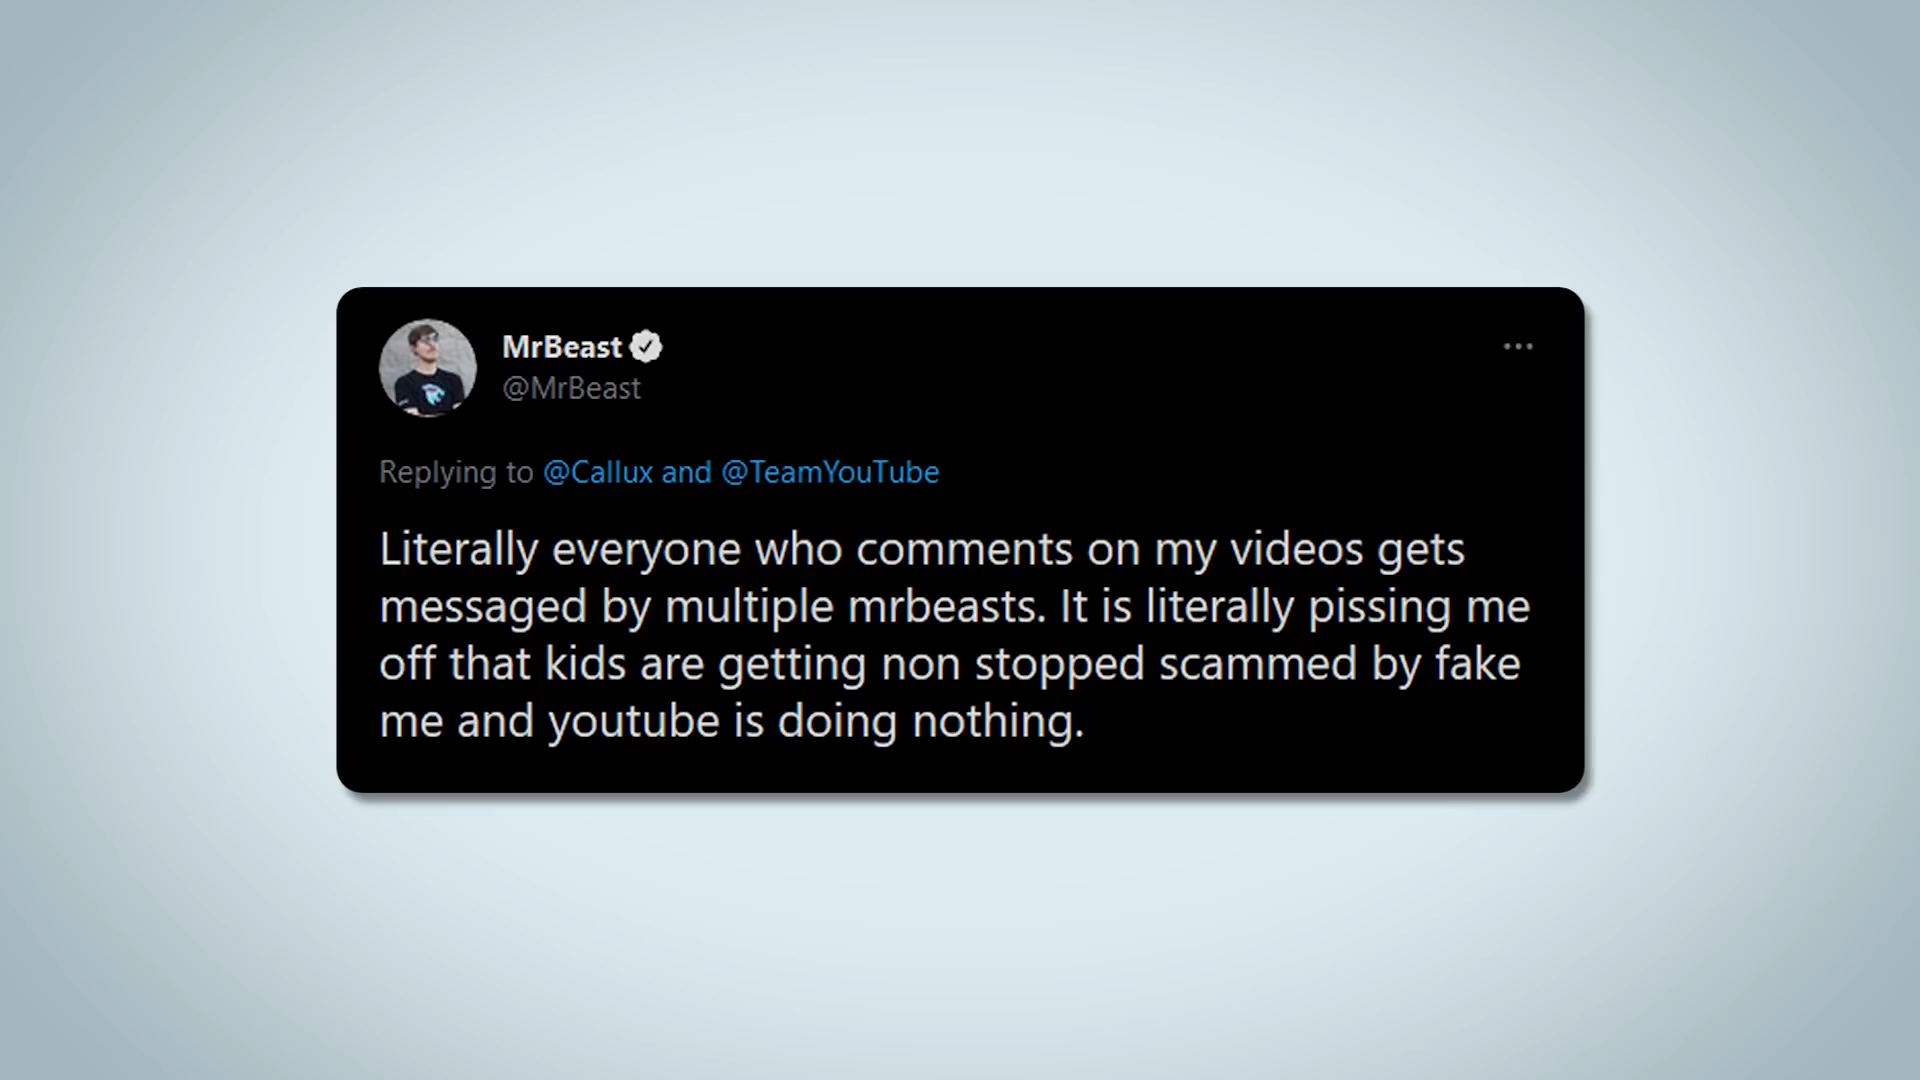 MrBeast
@MrBeast
Replying to @Callux and @TeamYouTube
Literally everyone who comments on my videos gets
messaged by multiple mrbeasts. It is literally pissing me
off that kids are getting non stopped scammed by fake
me and youtube is doing nothing.